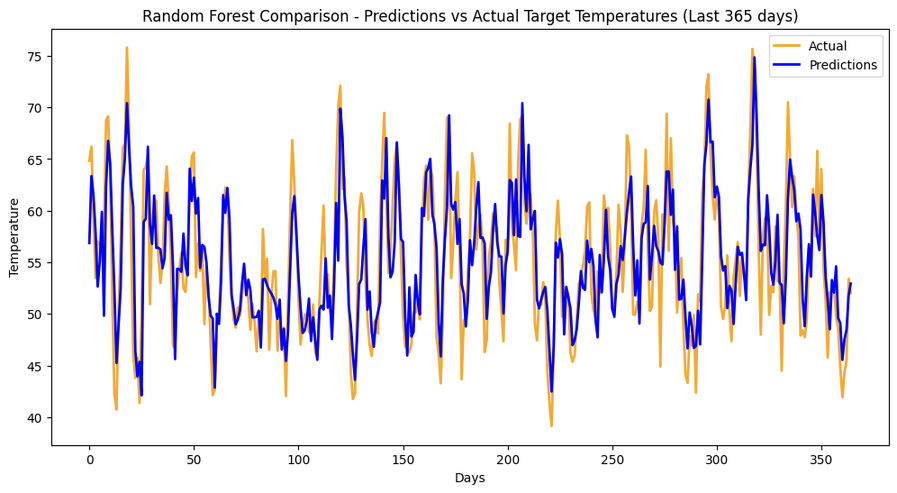 Random Forest Comparison - Predictions vs Actual Target Temperatures (Last 365 days)
Actual
Predictions
Temperature
75
70
65
60
55
50
45
40
0 50 100 150 200 250 300 350
Days